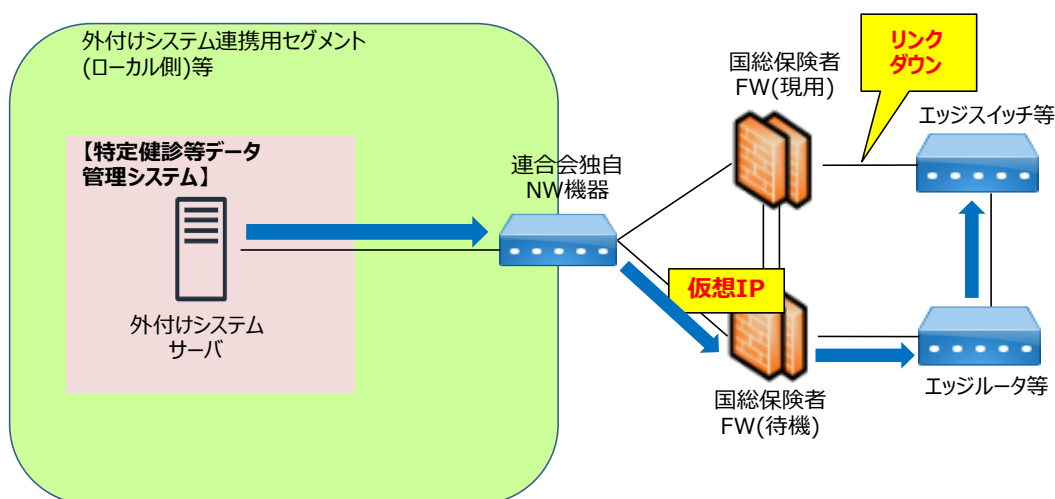 外付けシステム連携用セグメント
(ローカル側)等
【特定健診等データ
管理システム】
外付けシステム
サーバ
連合会独自
NW機器
国総保険者
FW(現用)
リンク
ダウン
エッジスイッチ等
仮想IP
国総保険者
FW(待機)
エッジルータ等